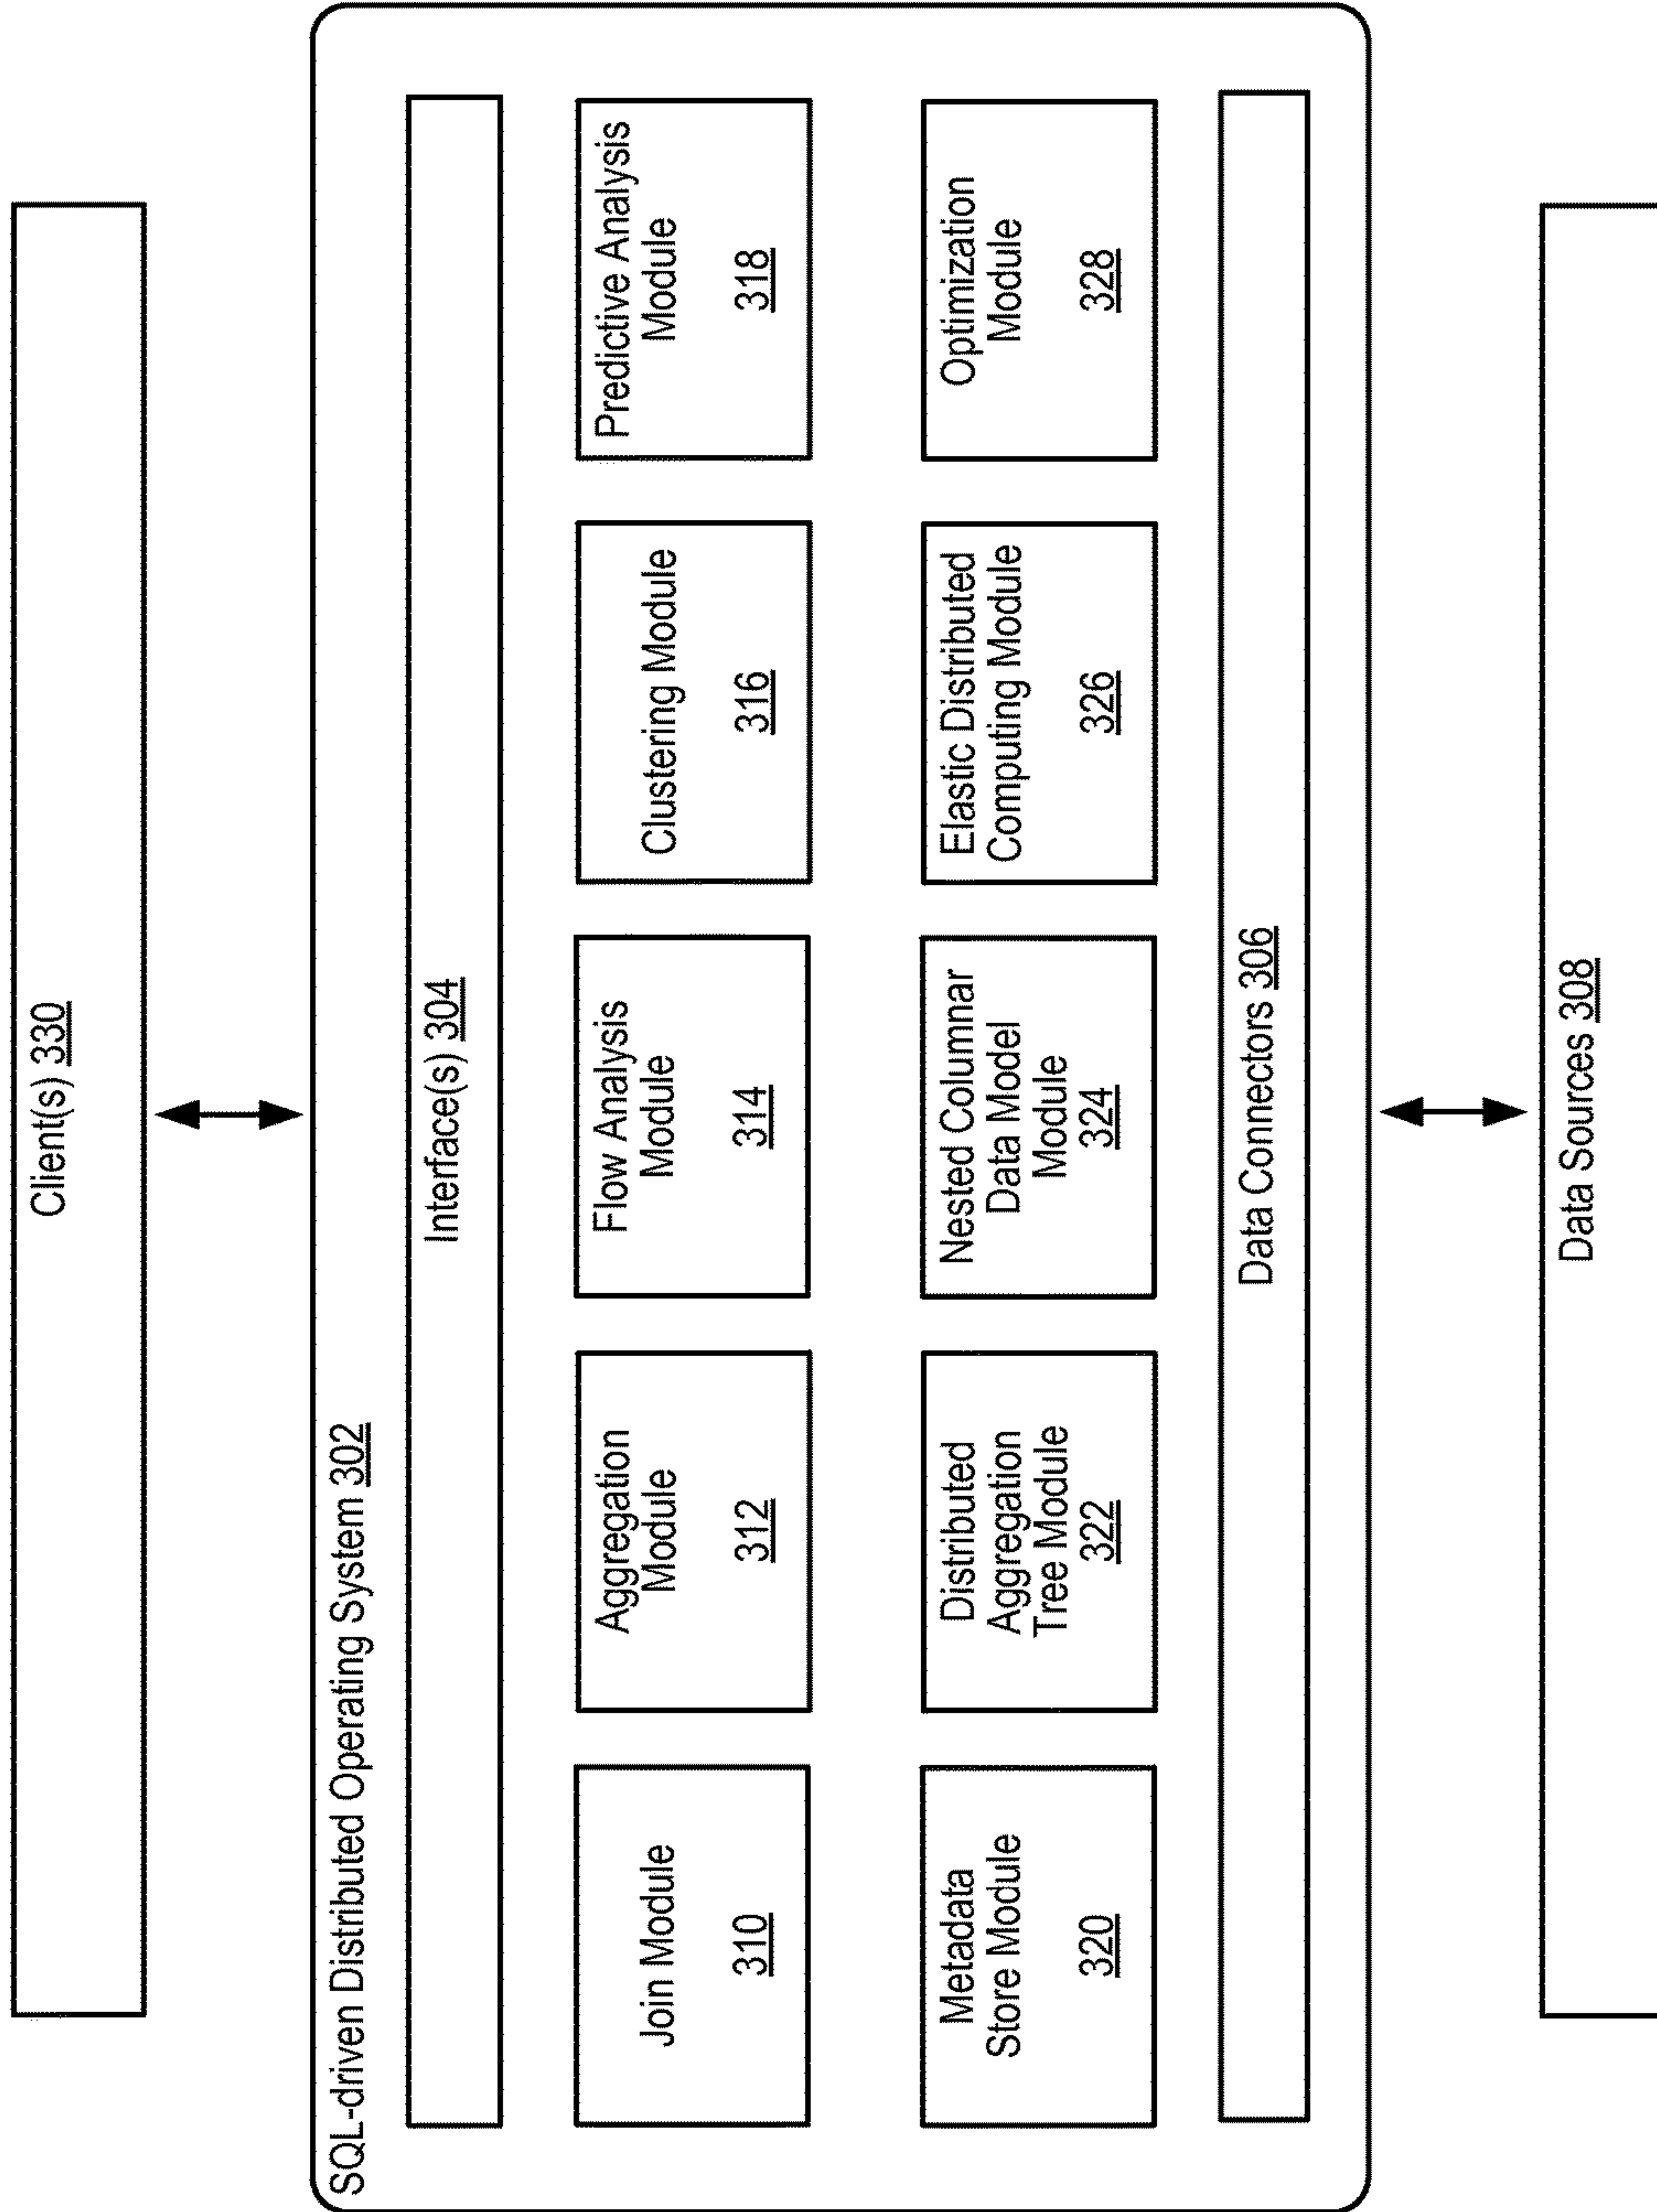 Client(s) 330
SQL-driven Distributed Operating System 302
Interface(s) 304
Join Module
310
Aggregation
Module
312
Flow Analysis
Module
314
Clustering Module
316
Predictive Analysis
Module
318
Metadata
Store Module
320
Distributed
Aggregation
Tree Module
322
Nested Columnar
Data Model
Module
324
Elastic Distributed
Computing Module
326
Optimization
Module
328
Data Connectors 306
Data Sources 308